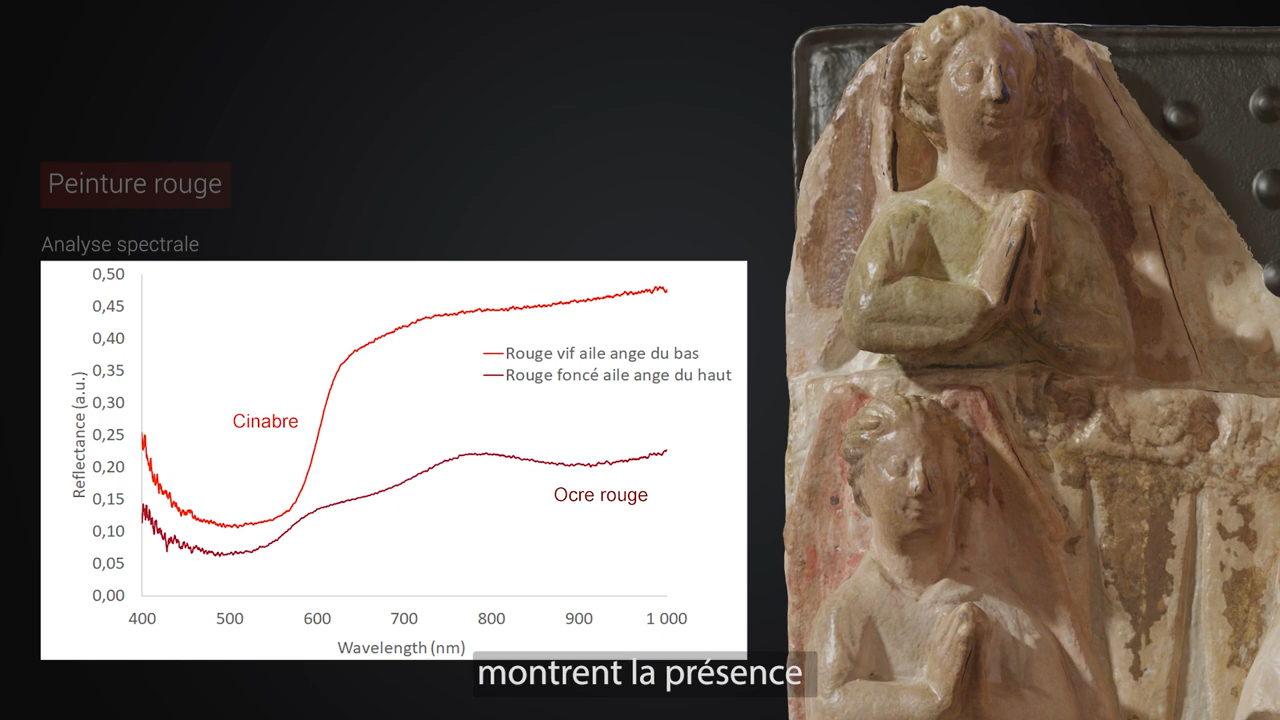 Peinture rouge
Analyse spectrale
0,50
0,45
0,40
0,35
0,30
0,25
0,20
0,15
0,10
0,05
0,00
Reflectance (a.u.)
Rouge vif aile ange du bas
Rouge foncé aile ange du haut
Cinabre
Ocre rouge
400 500 600 700 800 900 1 000
Wavelength (nm)
montrent la présence